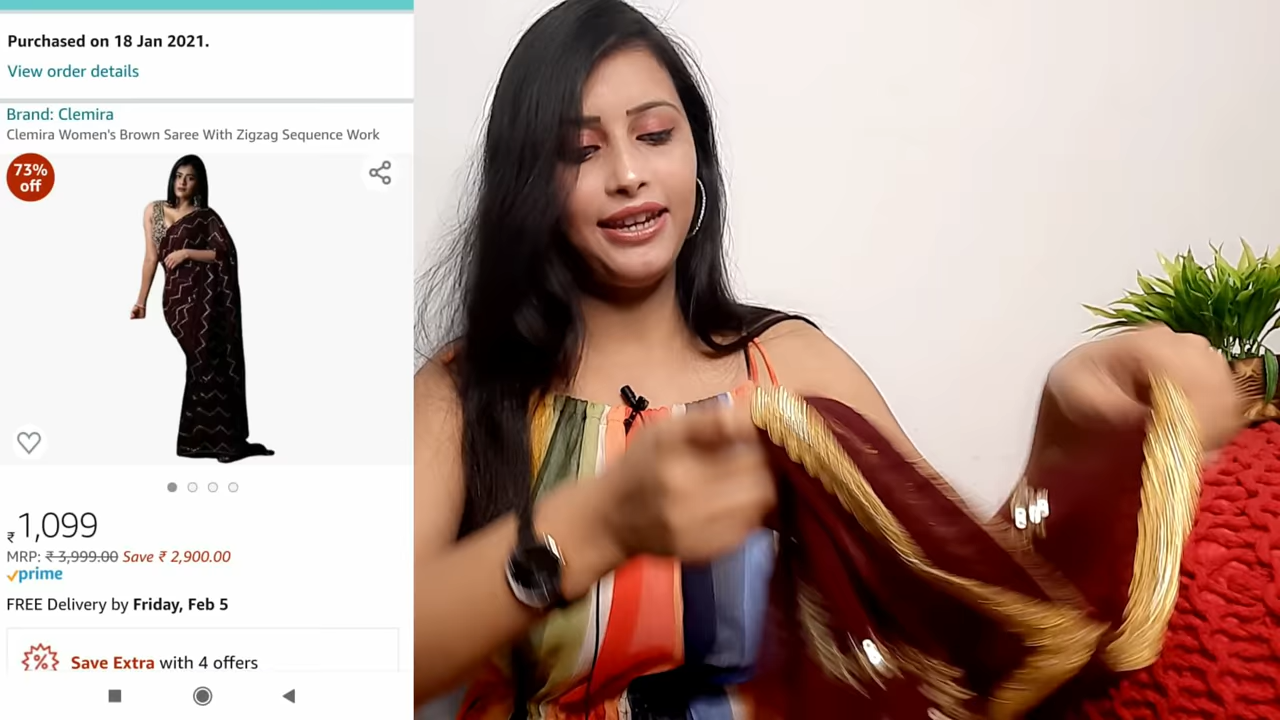 Purchased on 18 Jan 2021.
View order details
Brand: Clemira
Clemira Women's Brown Saree With Zigzag Sequence Work
73%
off
₹1,099
MRP: ₹ 3,999.00 Save ₹ 2,900.00
prime
FREE Delivery by Friday, Feb 5
Save Extra with 4 offers